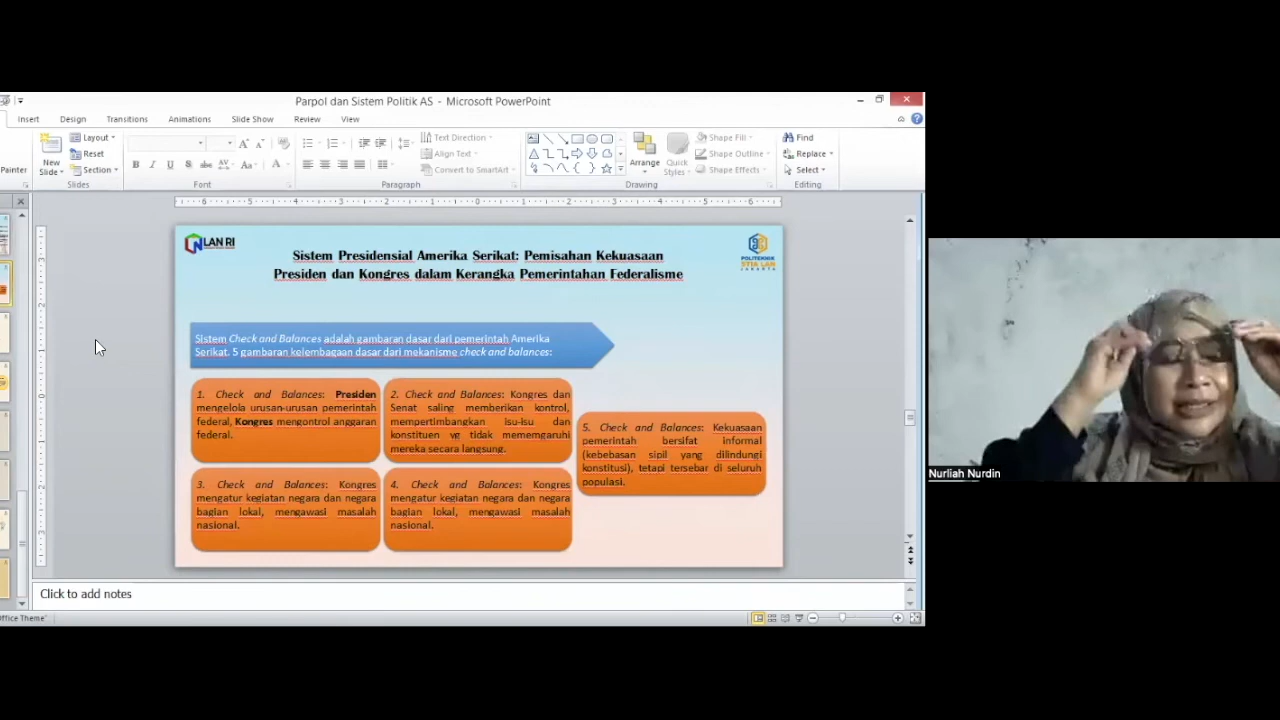 Parpol dan Sistem Politik AS - Microsoft PowerPoint
Insert Design Transitions Animations Slide Show Review View
Painter
New Slide
Layout
Reset
Section
Slides
Font
Paragraph
Text Direction
Align Text
Convert to SmartArt
Arrange
Quick Styles
Shape Fill
Shape Outline
Shape Effects
Drawing
Find
Replace
Select
Editing
LAN RI
POLITEKNIK
STIA LAN
JAKARTA
Sistem Presidensial Amerika Serikat: Pemisahan Kekuasaan
Presiden dan Kongres dalam Kerangka Pemerintahan Federalisme
Sistem Check and Balances adalah gambaran dasar dari pemerintah Amerika
Serikat. 5 gambaran kelembagaan dasar dari mekanisme check and balances:
1. Check and Balances: Presiden
mengelola urusan-urusan pemerintah
federal, Kongres mengontrol anggaran
federal.
2. Check and Balances: Kongres dan
Senat saling memberikan kontrol,
mempertimbangkan isu-isu dan
konstituen yg tidak mememgaruhi
mereka secara langsung.
3. Check and Balances: Kongres
mengatur kegiatan negara dan negara
bagian lokal, mengawasi masalah
nasional.
4. Check and Balances: Kongres
mengatur kegiatan negara dan negara
bagian lokal, mengawasi masalah
nasional.
5. Check and Balances: Kekuasaan
pemerintah bersifat informal
(kebebasan sipil yang dilindungi
konstitusi), tetapi tersebar di seluruh
populasi.
Click to add notes
Office Theme"
Nurliah Nurdin